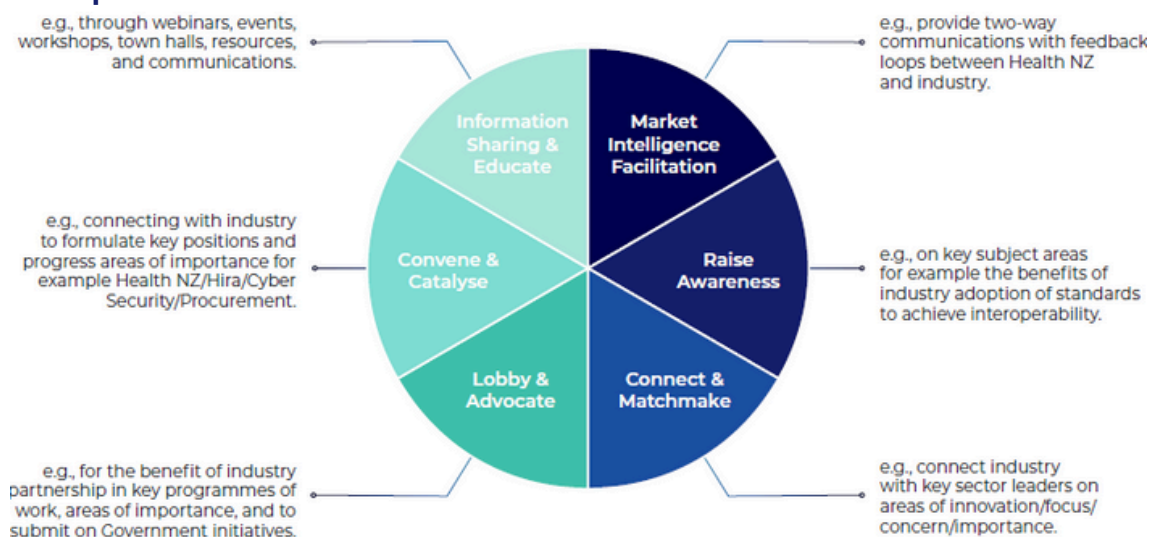 e.g., through webinars, events,
workshops, town halls, resources,
and communications.
e.g., provide two-way
communications with feedback
loops between Health NZ
and industry.
Information
Sharing &
Educate
Market
Intelligence
Facilitation
e.g., connecting with industry
to formulate key positions and
progress areas of importance for
example Health NZ/Hira/Cyber
Security/Procurement.
Convene &
Catalyse
Raise
Awareness
e.g., on key subject areas
for example the benefits of
industry adoption of standards
to achieve interoperability.
Lobby &
Advocate
Connect &
Matchmake
e.g., for the benefit of industry
partnership in key programmes of
work, areas of importance, and to
submit on Government initiatives.
e.g., connect industry
with key sector leaders on
areas of innovation/focus/
concern/importance.